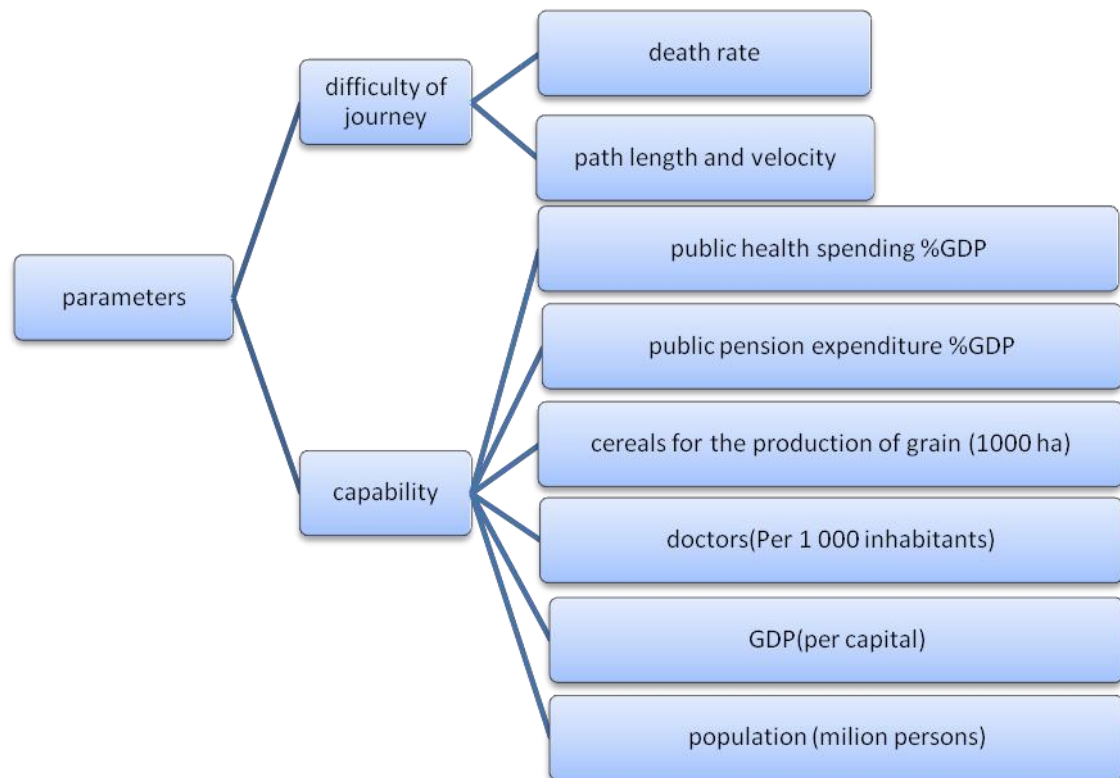 parameters
difficulty of
journey
death rate
path length and velocity
capability
public health spending %GDP
public pension expenditure %GDP
cereals for the production of grain (1000 ha)
doctors(Per 1 000 inhabitants)
GDP(per capital)
population (milion persons)